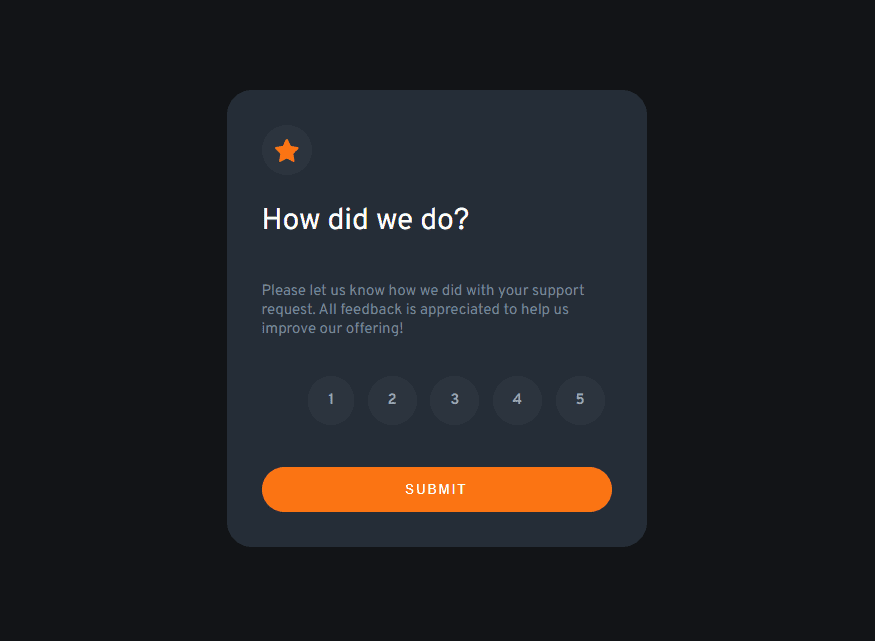 How did we do?
Please let us know how we did with your support
request. All feedback is appreciated to help us
improve our offering!
1 2 3 4 5
SUBMIT